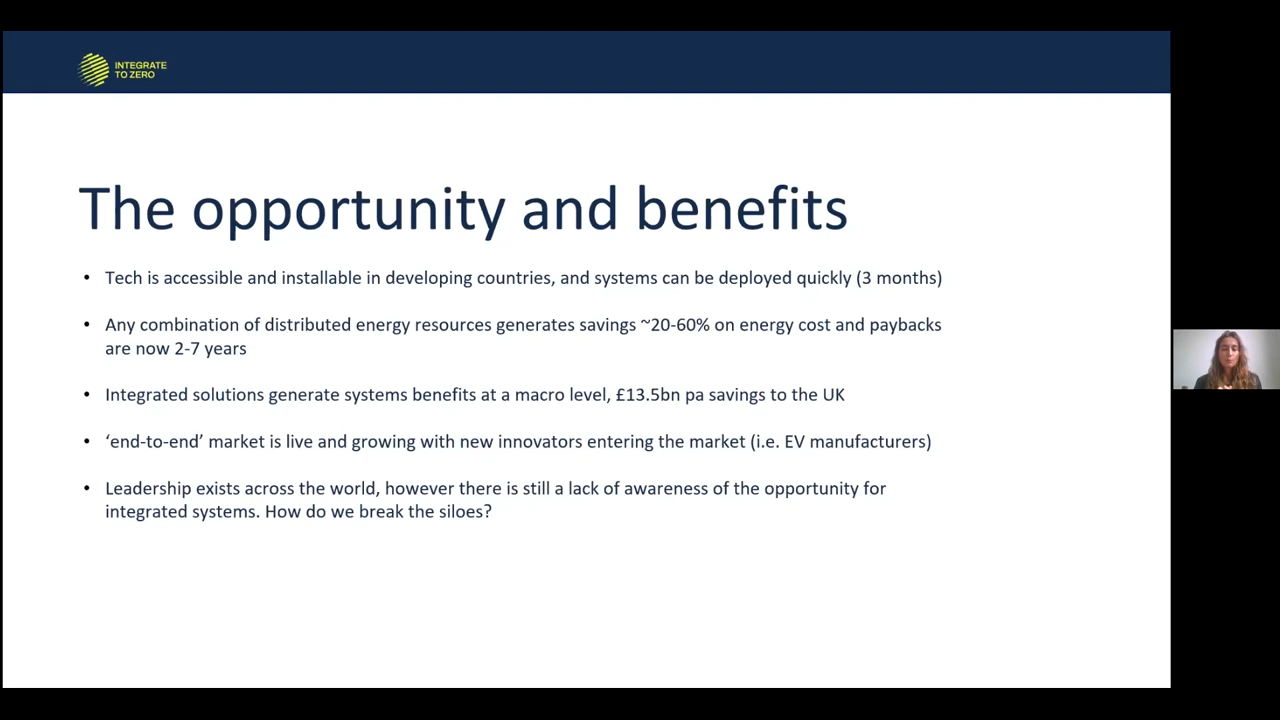 INTEGRATE
TO ZERO
The opportunity and benefits
• Tech is accessible and installable in developing countries, and systems can be deployed quickly (3 months)
• Any combination of distributed energy resources generates savings ~20-60% on energy cost and paybacks
are now 2-7 years
• Integrated solutions generate systems benefits at a macro level, £13.5bn pa savings to the UK
• ‘end-to-end’ market is live and growing with new innovators entering the market (i.e. EV manufacturers)
• Leadership exists across the world, however there is still a lack of awareness of the opportunity for
integrated systems. How do we break the siloes?